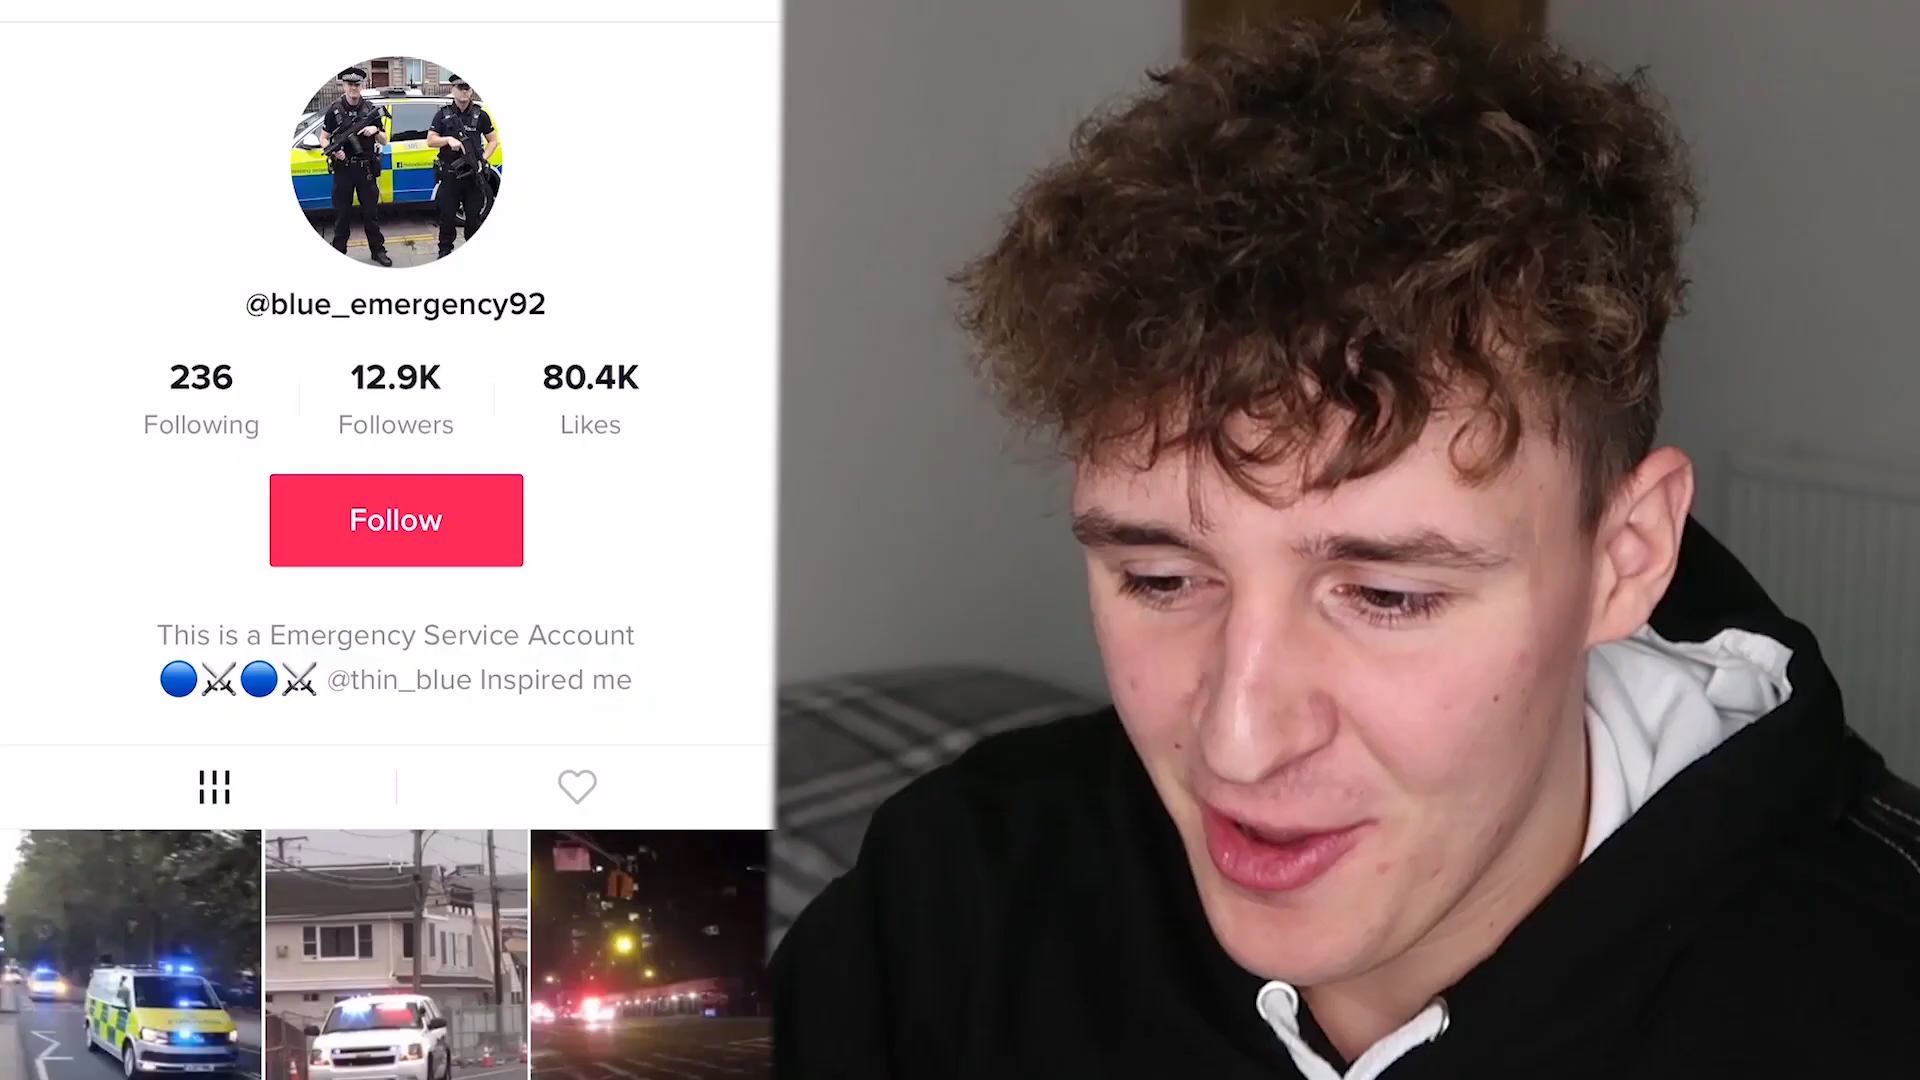 @blue_emergency92
236
12.9K
80.4K
Following
Followers
Likes
Follow
This is a Emergency Service Account
🔵⚔🔵⚔ @thin_blue Inspired me